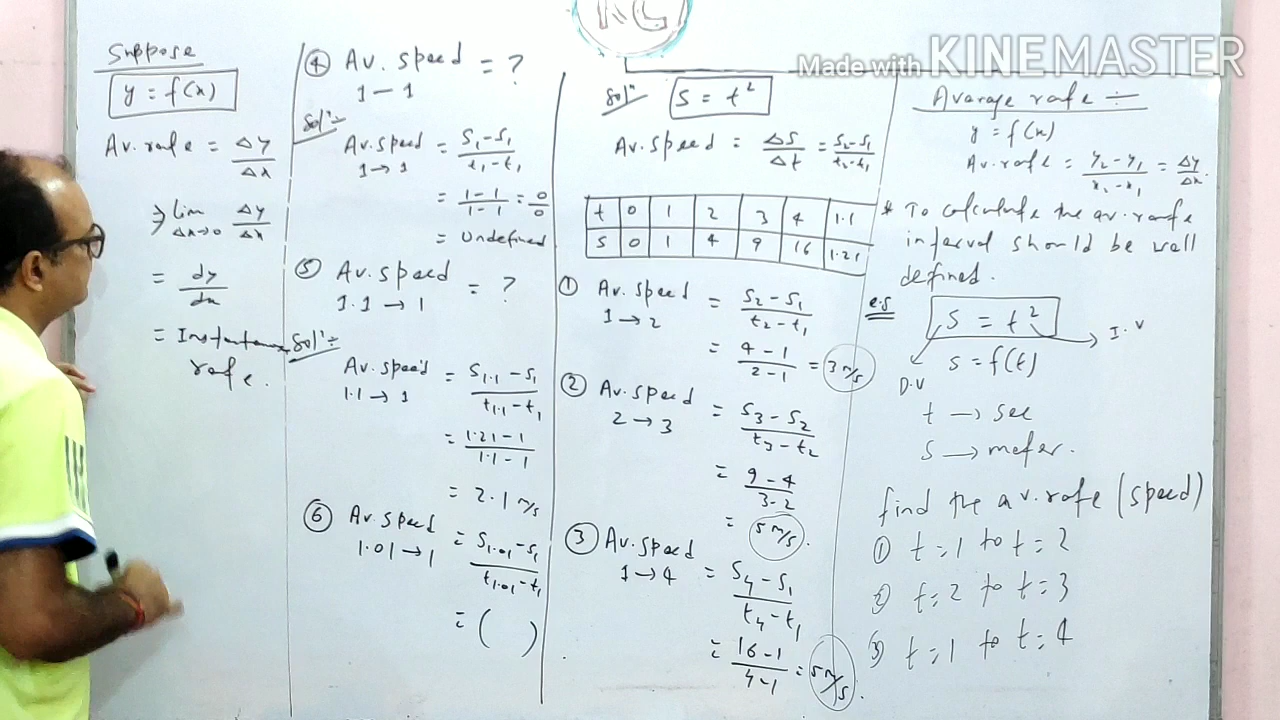 KC
Made with KINEMASTER
Suppose
y = f(x)
Av. rate = Δy/Δx
⇒ lim Δx→0 Δy/Δx
= dy/dx
= Instantaneous
rate.
④ Av. speed 1 — 1 = ?
Solⁿ÷
Av. speed 1 → 1 = S₁ - S₁ / t₁ - t₁
= 1 - 1 / 1 - 1 = 0/0
= Undefined
⑤ Av. speed 1.1 → 1 = ?
Solⁿ÷
Av. speed 1.1 → 1 = S₁.₁ - S₁ / t₁.₁ - t₁
= 1.21 - 1 / 1.1 - 1
= 2.1 m/s
⑥ Av. speed 1.01 → 1 = S₁.₀₁ - S₁ / t₁.₀₁ - t₁
= ( )
Solⁿ S = t²
Av. speed = ΔS/Δt = S₂ - S₁ / t₂ - t₁
t 0 1 2 3 4 1.1
S 0 1 4 9 16 1.21
① Av. speed 1 → 2 = S₂ - S₁ / t₂ - t₁
= 4 - 1 / 2 - 1 = 3 m/s
② Av. speed 2 → 3 = S₃ - S₂ / t₃ - t₂
= 9 - 4 / 3 - 2
= 5 m/s.
③ Av. speed 1 → 4 = S₄ - S₁ / t₄ - t₁
= 16 - 1 / 4 - 1 = 5 m/s.
Avarage rate ÷
y = f(x)
Av. rate = y₂ - y₁ / x₂ - x₁ = Δy/Δx.
* To calculate the av. rate
interval should be well
defined.
e.g S = t² → I.V
D.V S = f(t)
t → sec
S → meter.
find the av. rate (speed)
① t = 1 to t = 2
② t = 2 to t = 3
③ t = 1 to t = 4